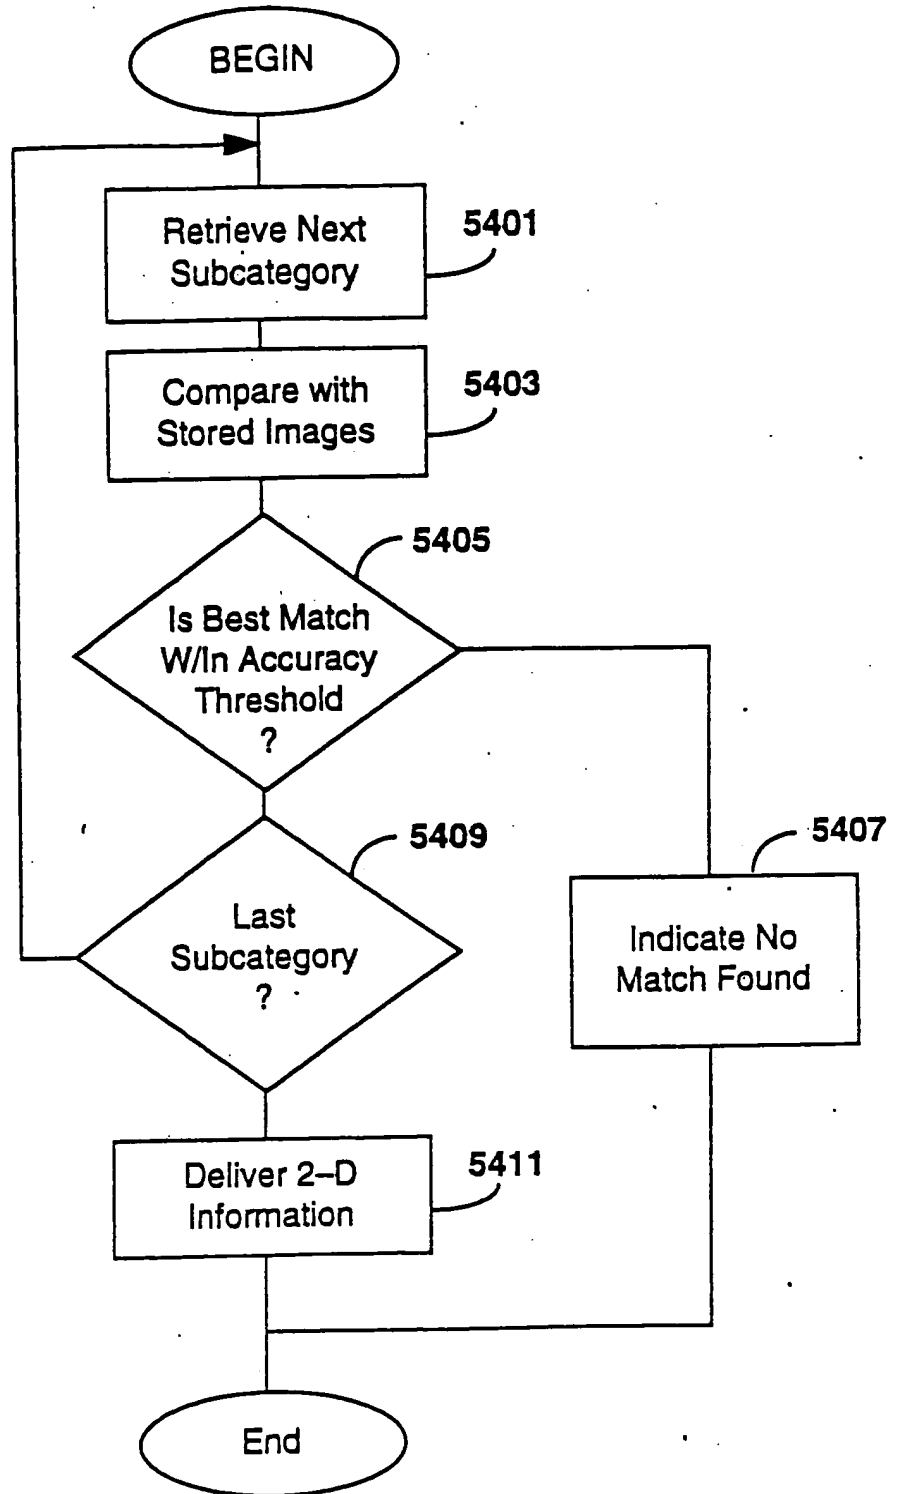 BEGIN
Retrieve Next
Subcategory
5401
Compare with
Stored Images
5403
5405
Is Best Match
W/In Accuracy
Threshold
?
5409
Last
Subcategory
?
5407
Indicate No
Match Found
Deliver 2-D
Information
5411
End